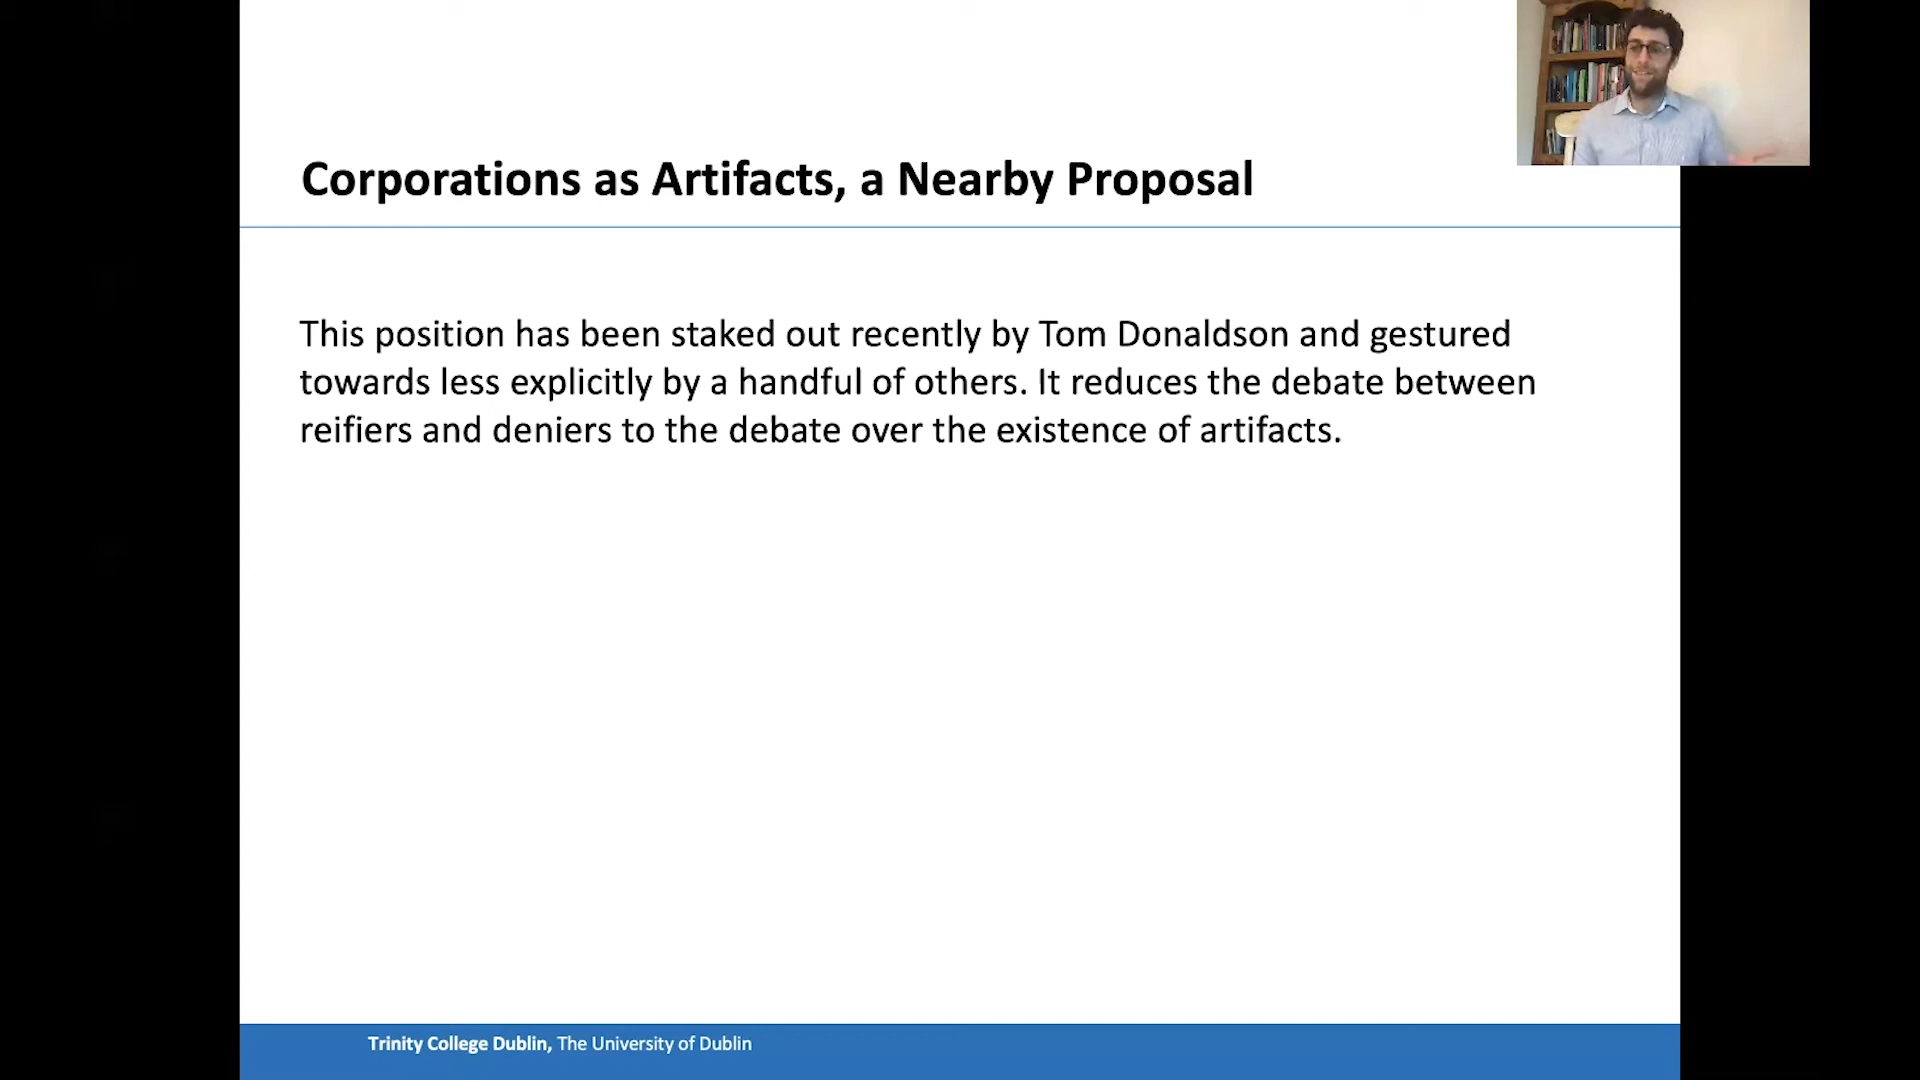 Corporations as Artifacts, a Nearby Proposal
This position has been staked out recently by Tom Donaldson and gestured
towards less explicitly by a handful of others. It reduces the debate between
reifiers and deniers to the debate over the existence of artifacts.
Trinity College Dublin, The University of Dublin